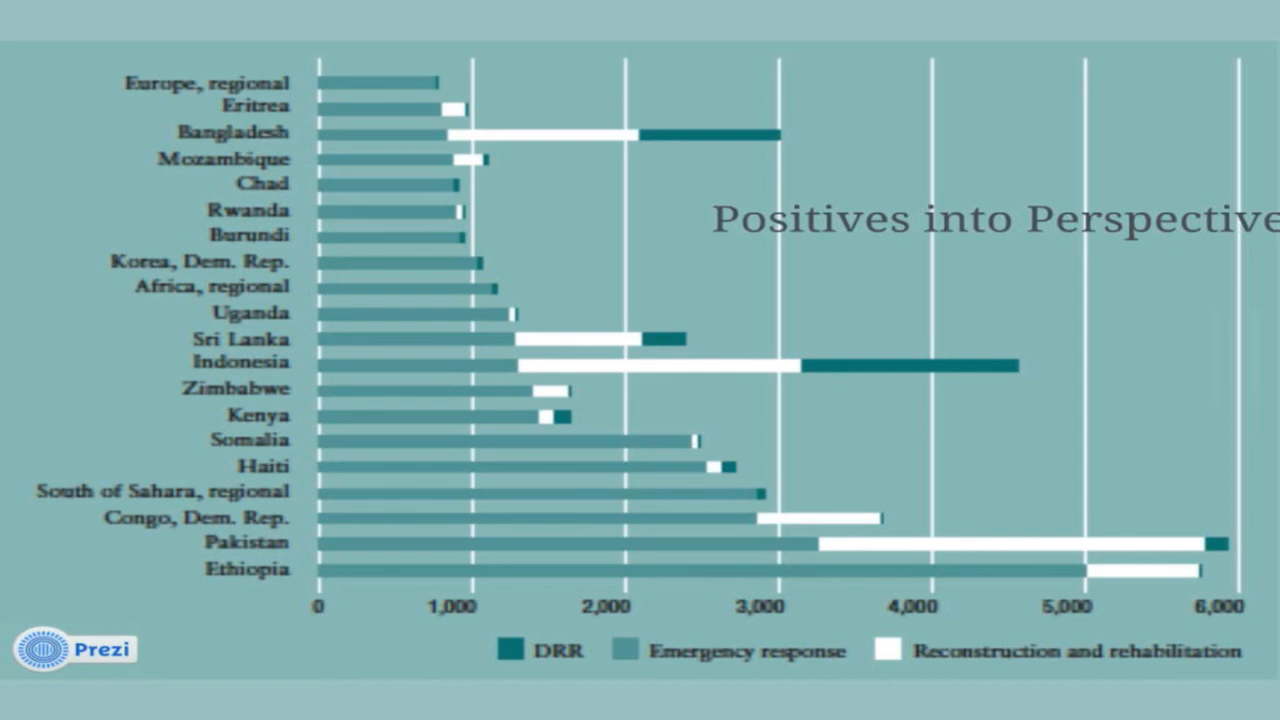 Europe, regional
Eritrea
Bangladesh
Mozambique
Chad
Rwanda
Positives into Perspective
Burundi
Korea, Dem. Rep.
Africa, regional
Uganda
Sri Lanka
Indonesia
Zimbabwe
Kenya
Somalia
Haiti
South of Sahara, regional
Congo, Dem. Rep.
Pakistan
Ethiopia
0 1,000 2,000 3,000 4,000 5,000 6,000
DRR Emergency response Reconstruction and rehabilitation
Prezi